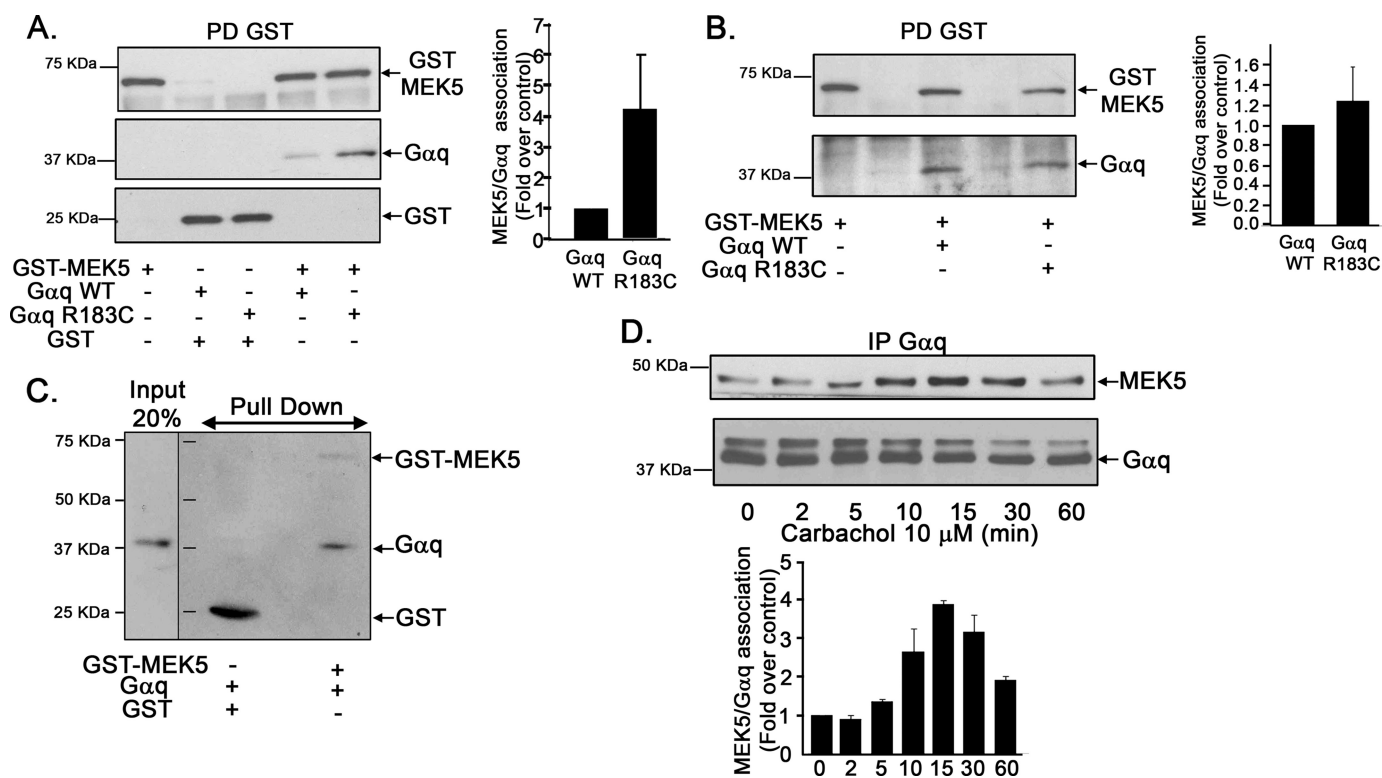 A.
PD GST
75 KDa
GST
MEK5
37 KDa
Gαq
25 KDa
GST
GST-MEK5 + - - + +
Gαq WT - + - + -
Gαq R183C - - + - +
GST - + + - -
MEK5/Gαq association
(Fold over control)
7
6
5
4
3
2
1
0
Gαq
WT
Gαq
R183C
B.
PD GST
75 KDa
GST
MEK5
37 KDa
Gαq
GST-MEK5 + + +
Gαq WT - + -
Gαq R183C - - +
MEK5/Gαq association
(Fold over control)
1.6
1.4
1.2
1.0
0.8
0.6
0.4
0.2
0.0
Gαq
WT
Gαq
R183C
C.
Input
20%
Pull Down
75 KDa
GST-MEK5
50 KDa
37 KDa
Gαq
25 KDa
GST
GST-MEK5 - +
Gαq + +
GST + -
D.
IP Gαq
50 KDa
MEK5
37 KDa
Gαq
0 2 5 10 15 30 60
Carbachol 10 µM (min)
MEK5/Gαq association
(Fold over control)
5
4
3
2
1
0
0 2 5 10 15 30 60